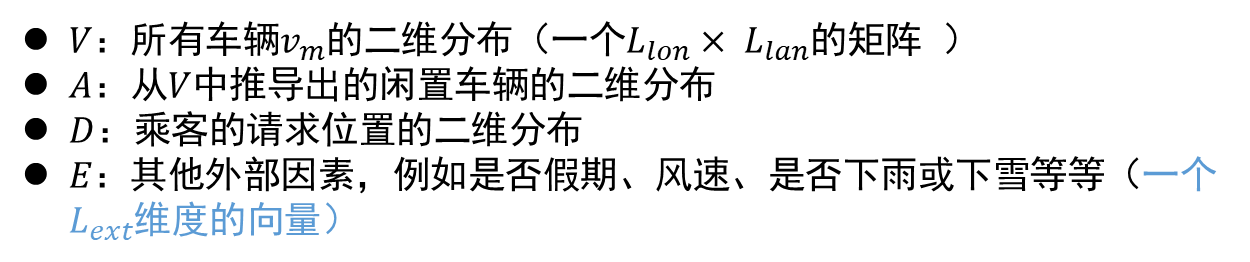 ● V：所有车辆v_m的二维分布（一个L_lon × L_lan的矩阵 ）
● A：从V中推导出的闲置车辆的二维分布
● D：乘客的请求位置的二维分布
● E：其他外部因素，例如是否假期、风速、是否下雨或下雪等等（一个
L_ext维度的向量）